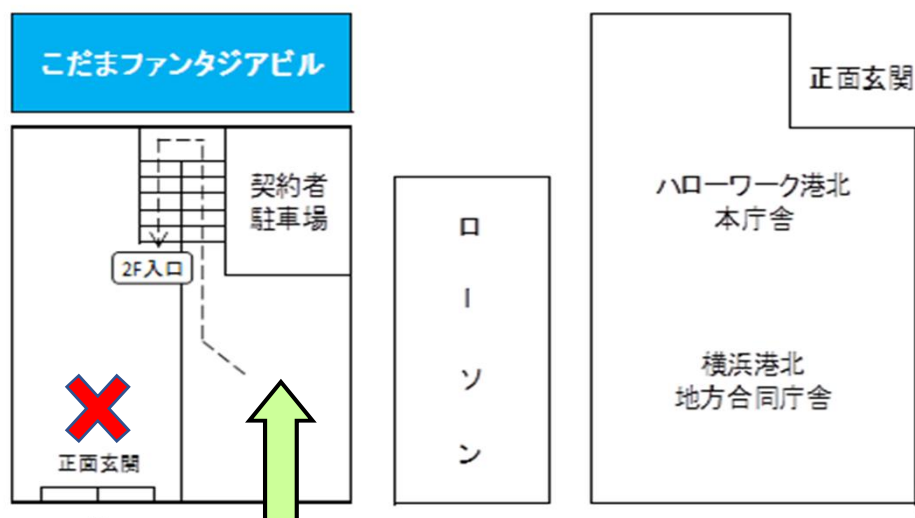 こだまファンタジアビル
契約者
駐車場
2F入口
正面玄関
ローソン
正面玄関
ハローワーク港北
本庁舎
横浜港北
地方合同庁舎